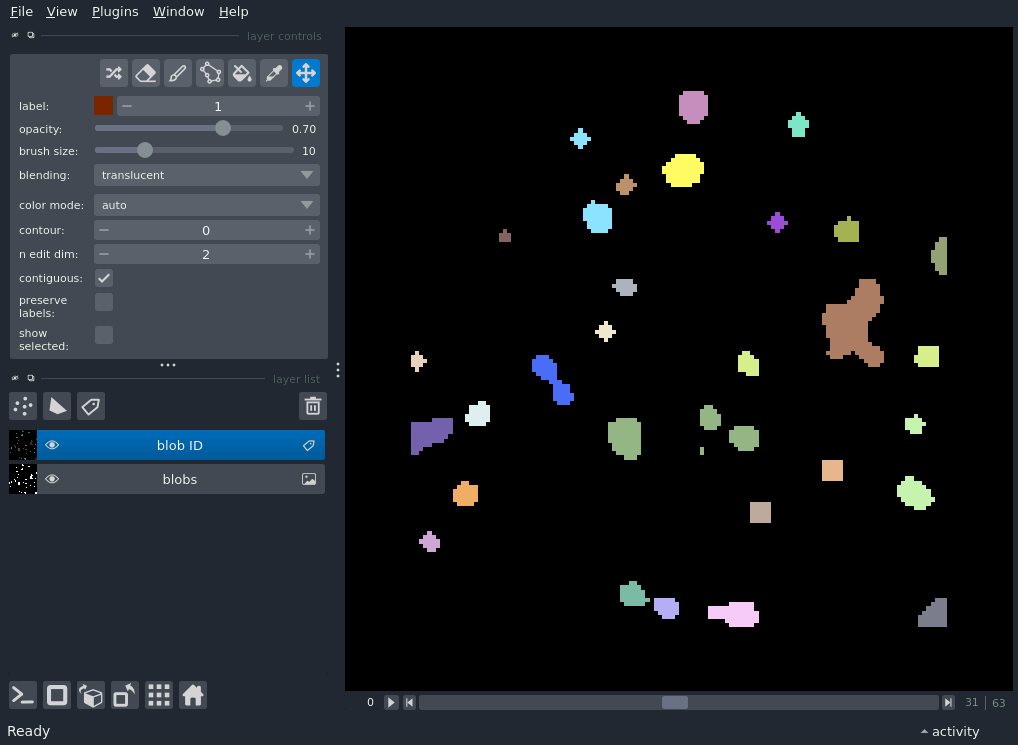 File View Plugins Window Help
layer controls
label: 1
opacity: 0.70
brush size: 10
blending: translucent
color mode: auto
contour: 0
n edit dim: 2
contiguous:
preserve
labels:
show
selected:
layer list
blob ID
blobs
0 31 | 63
Ready activity